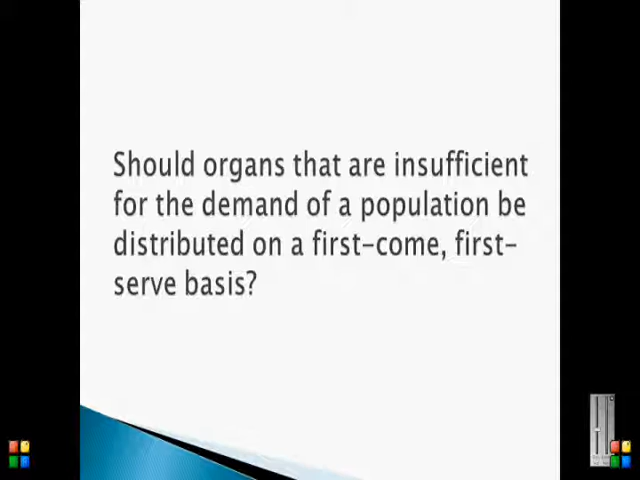 Should organs that are insufficient
for the demand of a population be
distributed on a first-come, first-
serve basis?